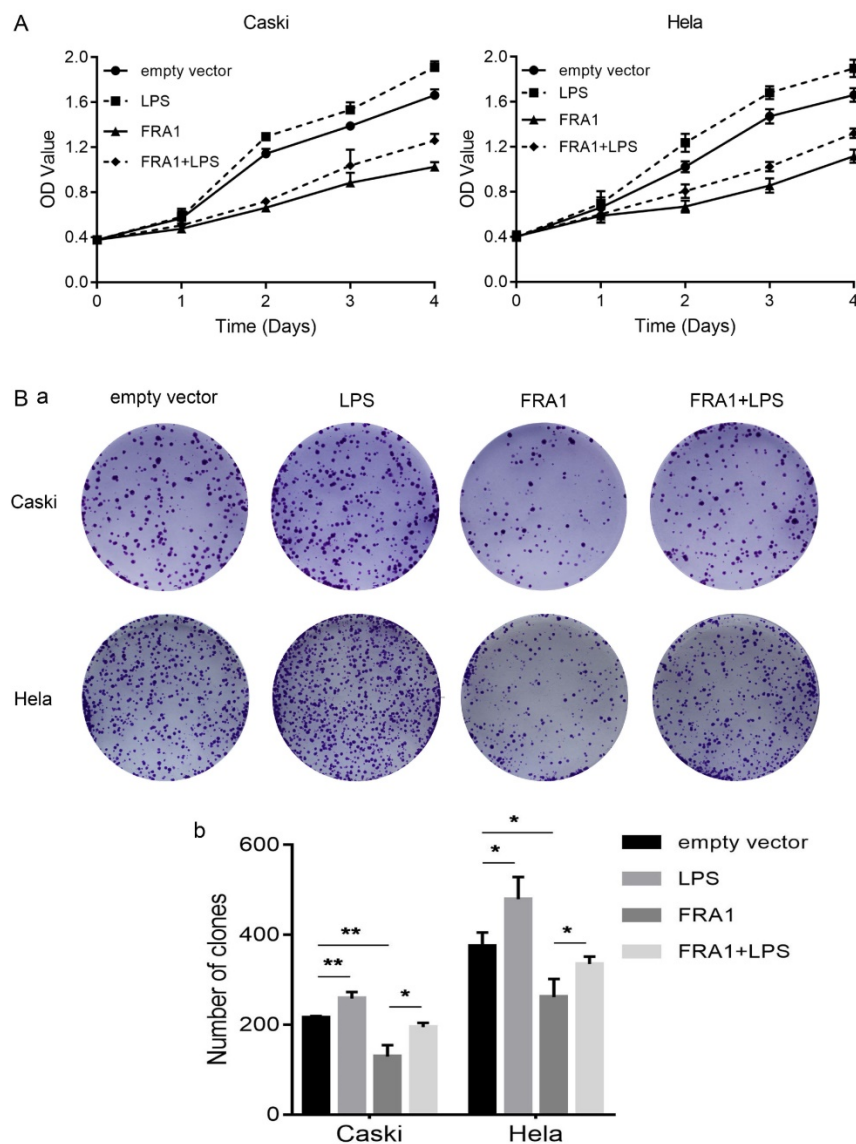 A
Caski
Hela
OD Value
2.0
1.6
1.2
0.8
0.4
0.0
empty vector
LPS
FRA1
FRA1+LPS
0 1 2 3 4
Time (Days)
OD Value
2.0
1.6
1.2
0.8
0.4
0.0
empty vector
LPS
FRA1
FRA1+LPS
0 1 2 3 4
Time (Days)
B a
empty vector LPS FRA1 FRA1+LPS
Caski
Hela
b
Number of clones
600
400
200
0
** ** *
* * *
Caski Hela
empty vector
LPS
FRA1
FRA1+LPS